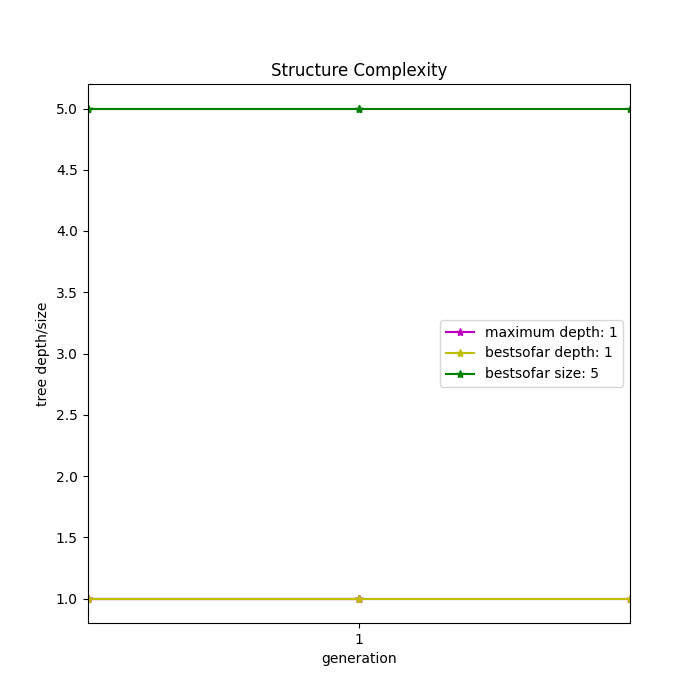 Structure Complexity
5.0
4.5
4.0
3.5
3.0
2.5
2.0
1.5
1.0
tree depth/size
maximum depth: 1
bestsofar depth: 1
bestsofar size: 5
1
generation